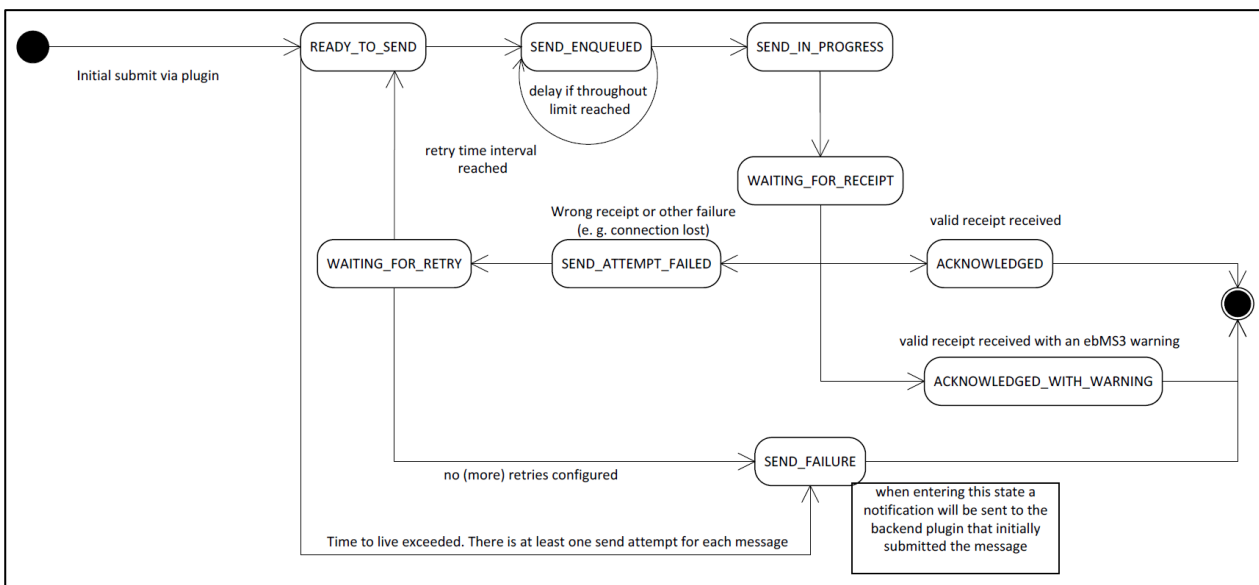 READY_TO_SEND
SEND_ENQUEUED
SEND_IN_PROGRESS
Initial submit via plugin
delay if throughout
limit reached
retry time interval
reached
WAITING_FOR_RECEIPT
Wrong receipt or other failure
(e. g. connection lost)
valid receipt received
WAITING_FOR_RETRY
SEND_ATTEMPT_FAILED
ACKNOWLEDGED
valid receipt received with an ebMS3 warning
ACKNOWLEDGED_WITH_WARNING
SEND_FAILURE
no (more) retries configured
when entering this state a
notification will be sent to the
backend plugin that initially
submitted the message
Time to live exceeded. There is at least one send attempt for each message